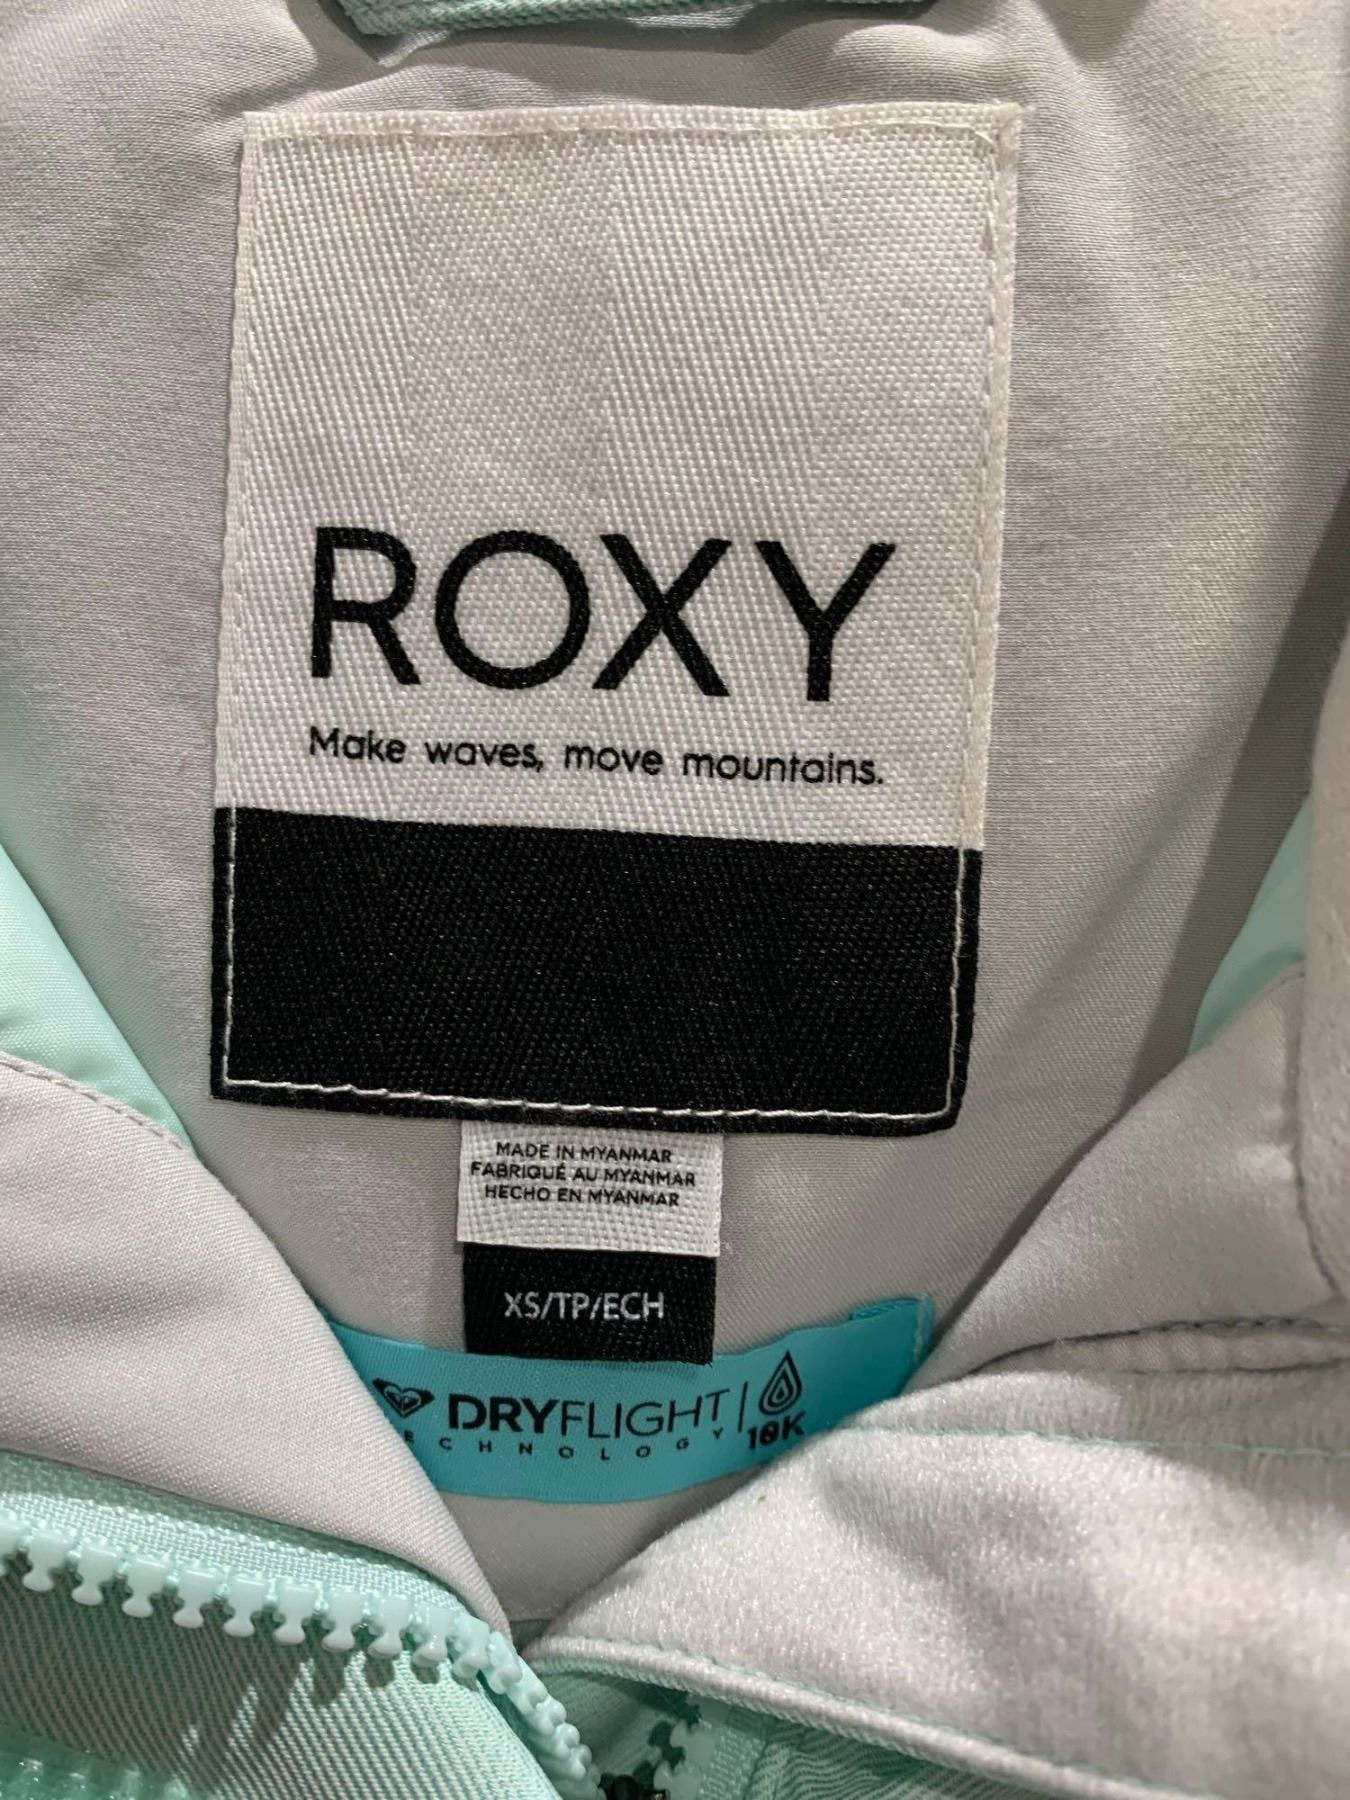 ROXY
Make waves, move mountains.
MADE IN MYANMAR
FABRIQUÉ AU MYANMAR
HECHO EN MYANMAR
XS/TP/ECH
DRYFLIGHT | 10K
ECHNOLOGY